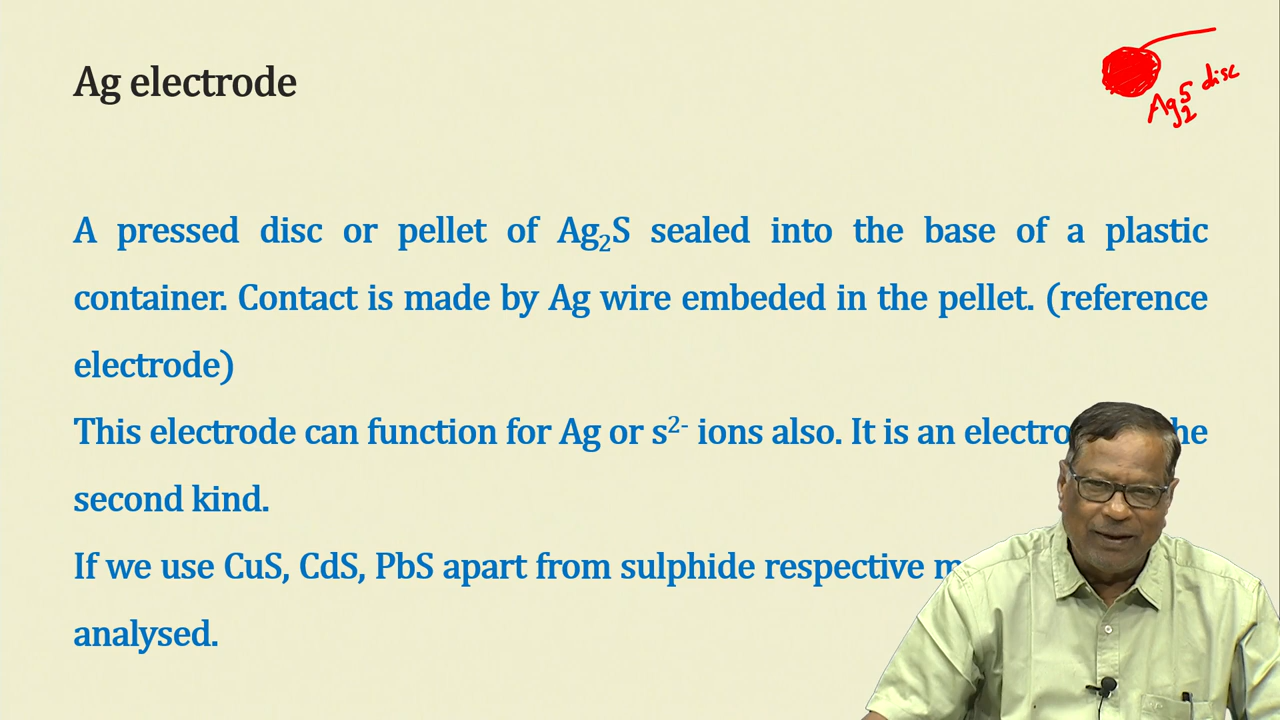 Ag electrode
Ag₂S disc
A pressed disc or pellet of Ag₂S sealed into the base of a plastic
container. Contact is made by Ag wire embeded in the pellet. (reference
electrode)
This electrode can function for Ag or s²⁻ ions also. It is an he
second kind.
If we use CuS, CdS, PbS apart from sulphide respective
analysed.